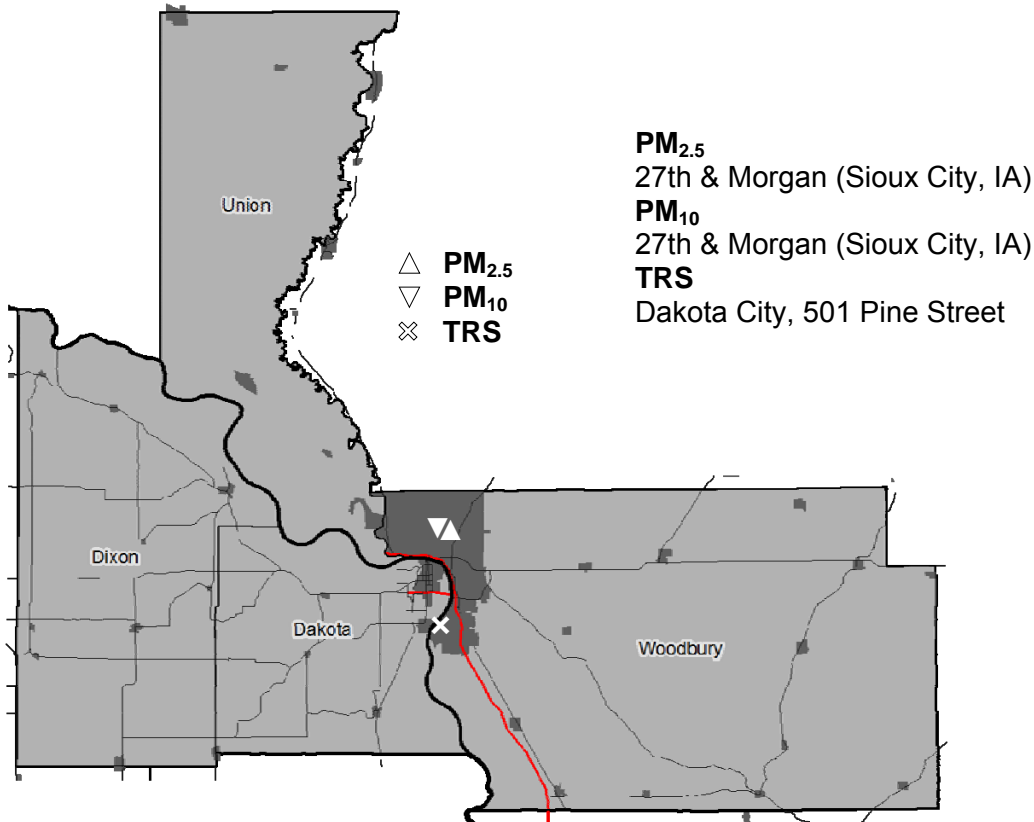 PM2.5
27th & Morgan (Sioux City, IA)
PM10
27th & Morgan (Sioux City, IA)
TRS
Dakota City, 501 Pine Street
Union
PM2.5
PM10
TRS
Dixon
Dakota
Woodbury